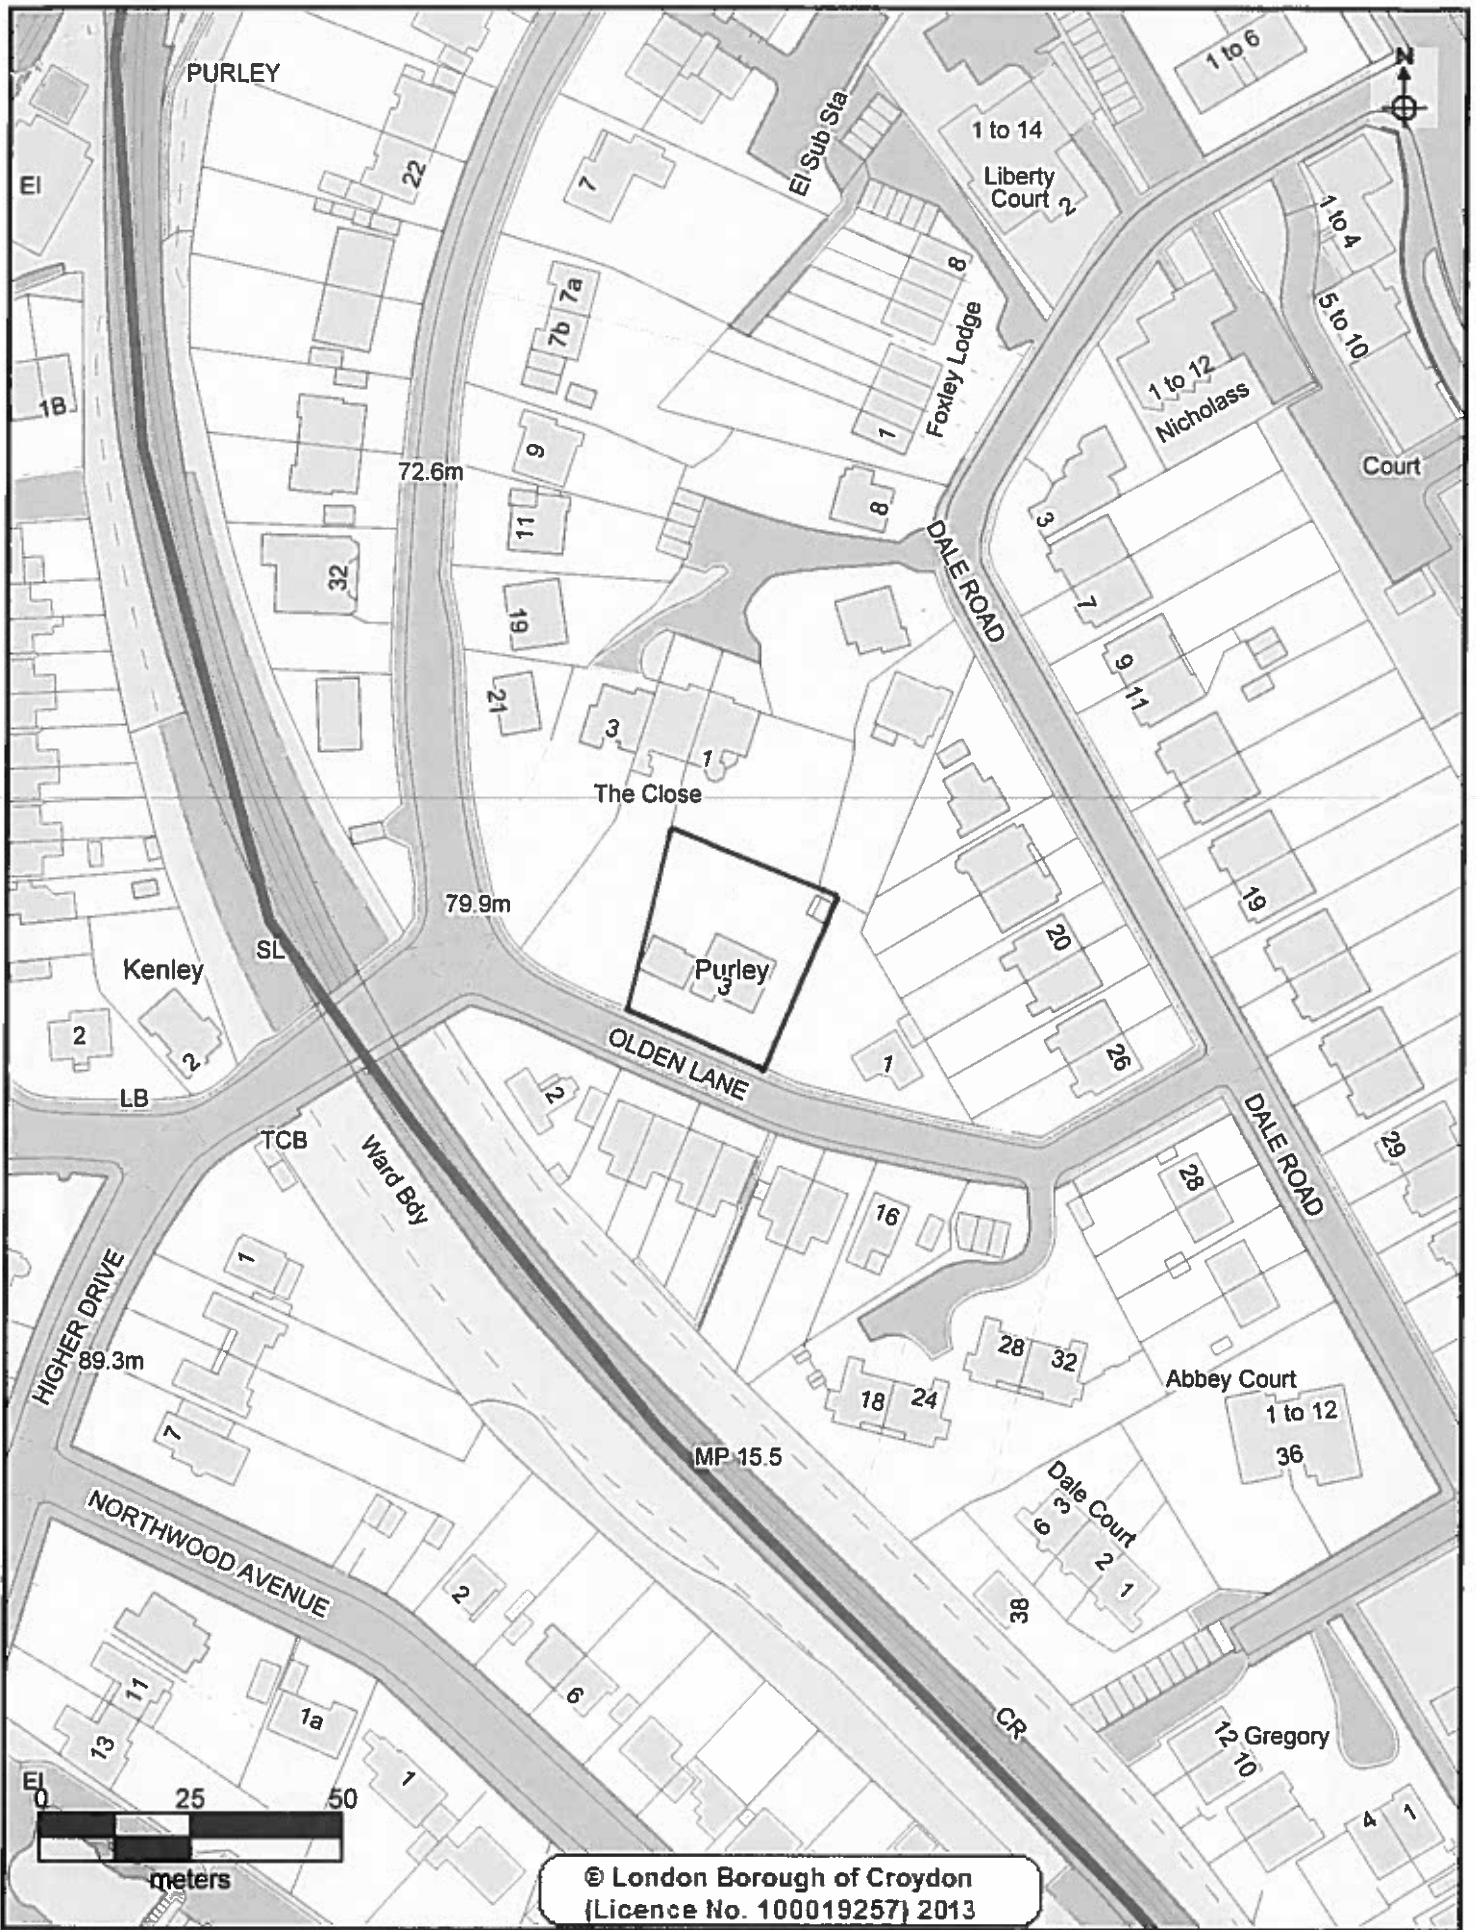 PURLEY
1 to 6
N
El Sub Sta
1 to 14
Liberty
Court
2
El
22
7
1 to 4
8
7a
7b
5 to 10
Foxley Lodge
1 to 12
Nicholass
Court
1B
9
1
72.6m
8
3
11
DALE ROAD
32
7
19
9
11
21
3
1
The Close
19
79.9m
20
SL
Kenley
Purley
3
2
2
OLDEN LANE
1
26
LB
2
DALE ROAD
TCB
29
Ward Bdy
28
16
1
HIGHER DRIVE
89.3m
28
32
Abbey Court
18
24
1 to 12
7
36
MP 15.5
Dale Court
3
6
2
1
NORTHWOOD AVENUE
2
38
11
6
1a
CR
13
12
Gregory
10
1
4
1
El
0 25 50
meters
© London Borough of Croydon
(Licence No. 100019257) 2013